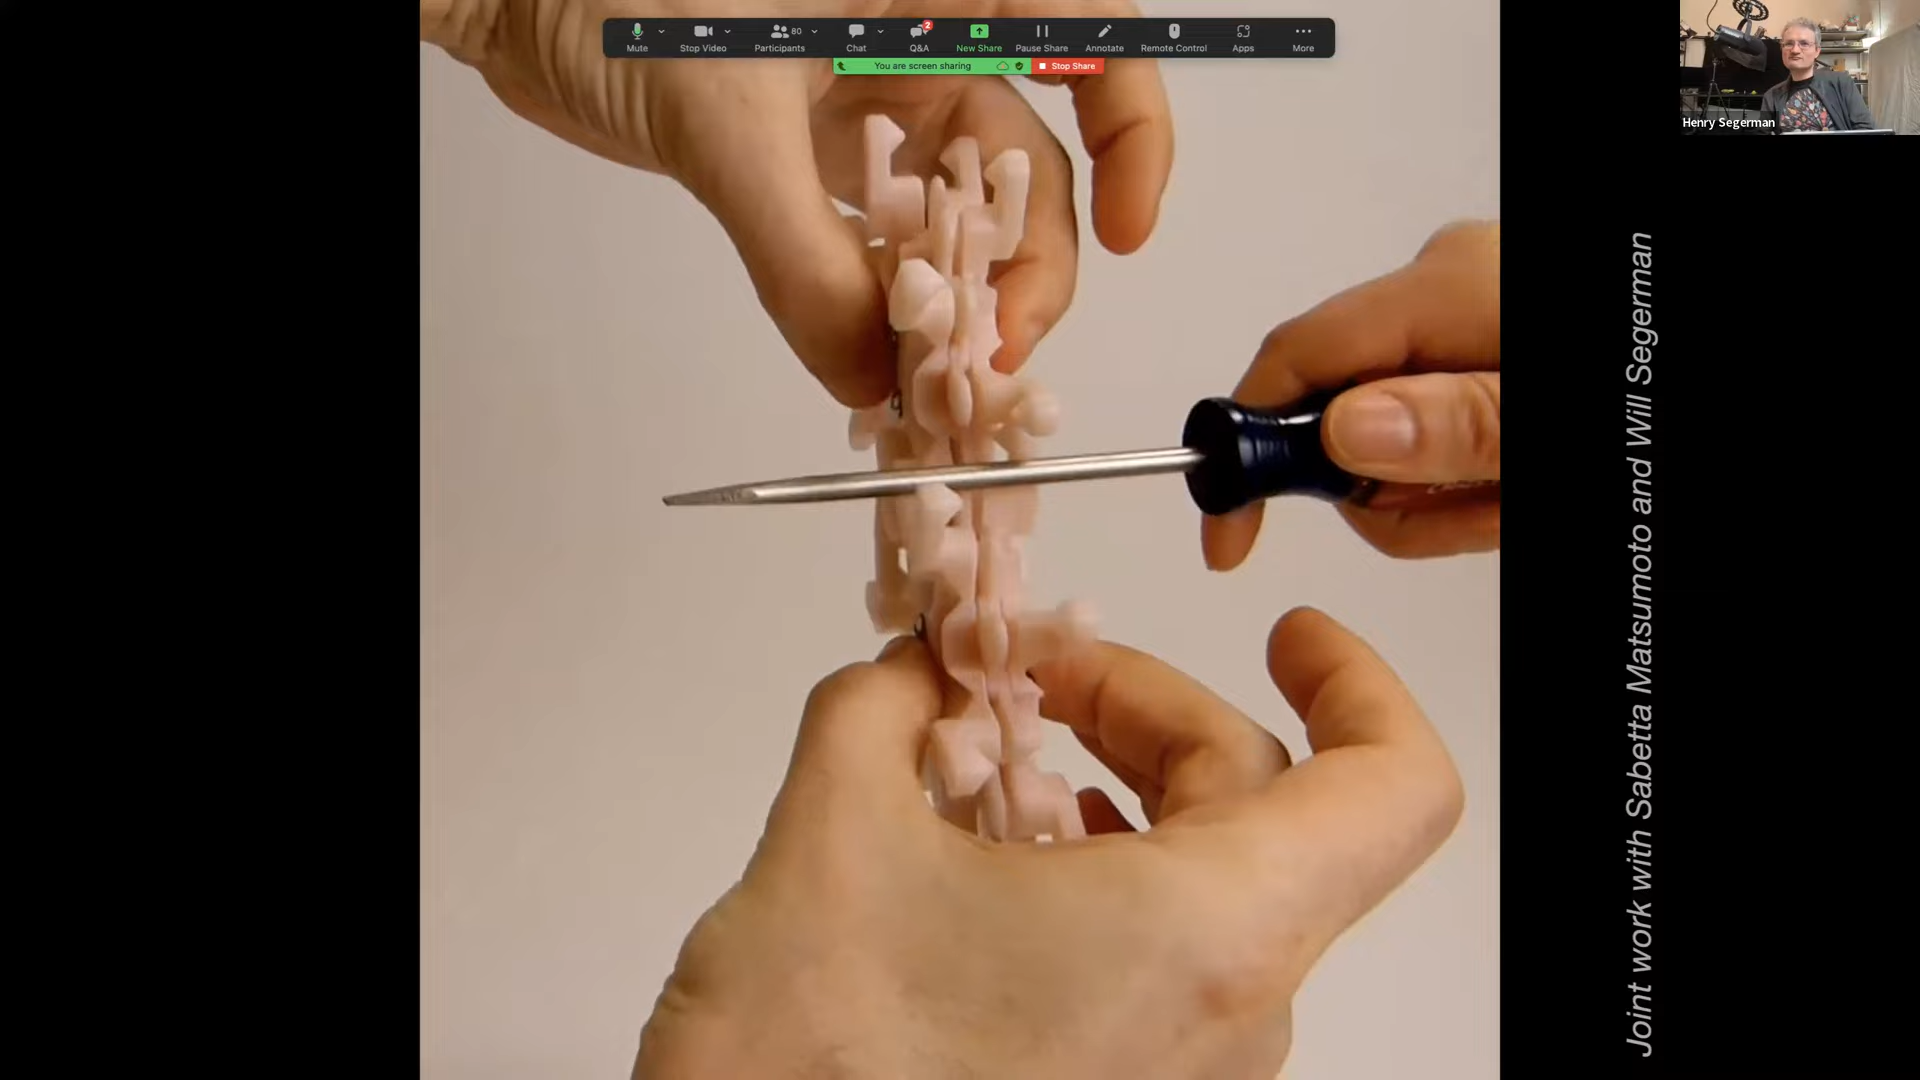 80
2
Mute
Stop Video
Participants
Chat
Q&A
New Share
Pause Share
Annotate
Remote Control
Apps
More
You are screen sharing
Stop Share
Henry Segerman
Joint work with Sabetta Matsumoto and Will Segerman